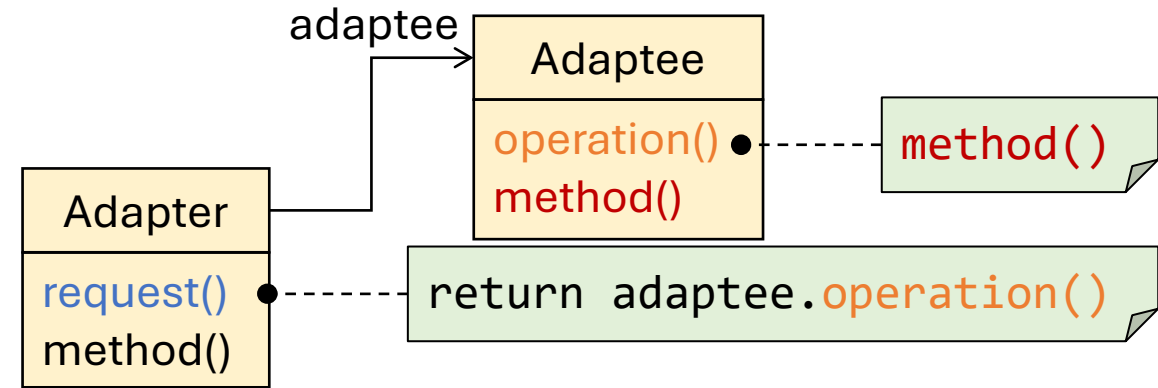 adaptee
Adaptee
operation()
method()
method()
Adapter
request()
method()
return adaptee.operation()